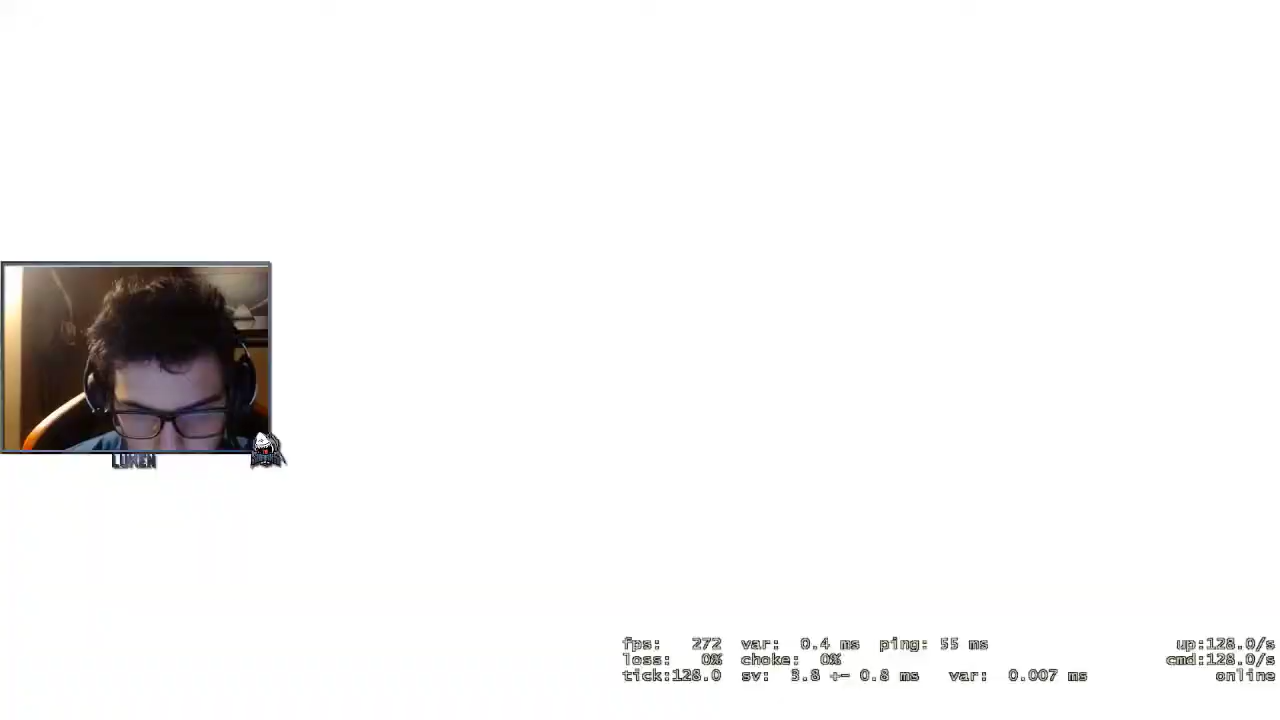 LUKEN
fps: 272 var: 0.4 ms ping: 55 ms up:128.0/s
loss: 0% choke: 0% cmd:128.0/s
tick:128.0 sv: 3.8 +- 0.8 ms var: 0.007 ms online